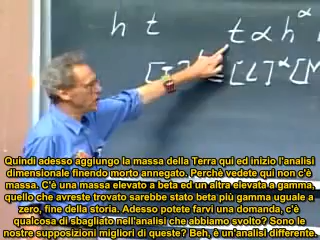 h t t α h^α
[T]^1 = [L]^α [M
Quindi adesso aggiungo la massa della Terra qui ed inizio l'analisi
dimensionale finendo morto annegato. Perchè vedete qui non c'è
massa. C'è una massa elevato a beta ed un'altra elevata a gamma,
quello che avreste trovato sarebbe stato beta più gamma uguale a
zero, fine della storia. Adesso potete farvi una domanda, c'è
qualcosa di sbagliato nell'analisi che abbiamo svolto? Sono le
nostre supposizioni migliori di queste? Beh, è un'analisi differente.